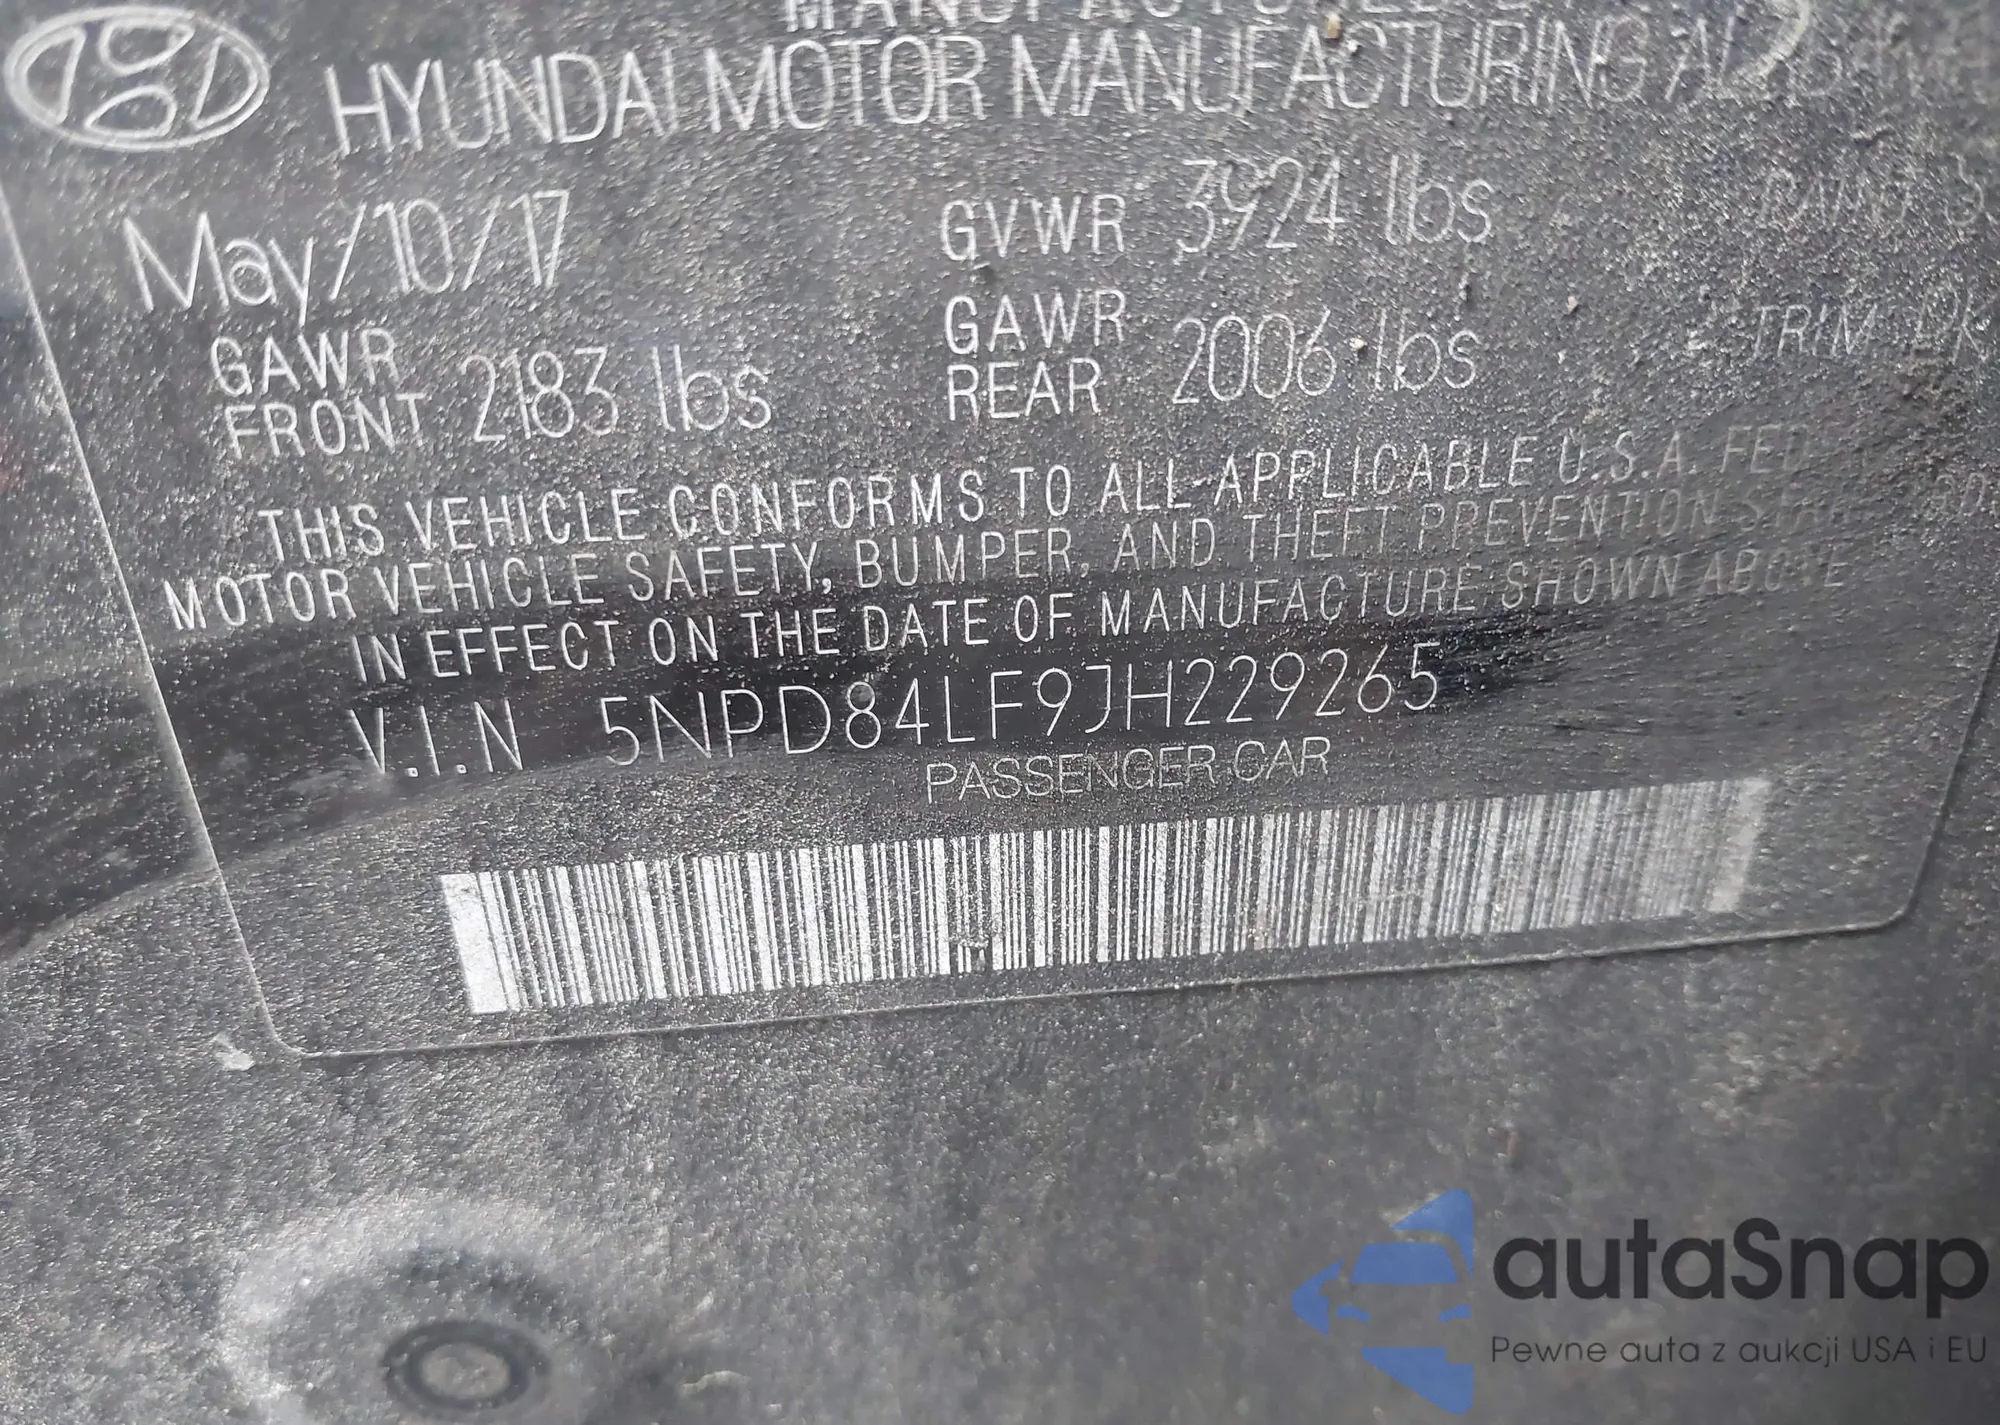 HYUNDAI MOTOR MANUFACTURING
May/10/17 GVWR 3924 lbs
GAWR FRONT 2183 lbs GAWR REAR 2006 lbs TRIM
THIS VEHICLE CONFORMS TO ALL APPLICABLE U.S.A.
MOTOR VEHICLE SAFETY, BUMPER, AND THEFT PREVENTION
IN EFFECT ON THE DATE OF MANUFACTURE SHOWN ABOVE
V.I.N 5NPD84LF9JH229265
PASSENGER CAR
autaSnap
Pewne auta z aukcji USA i EU